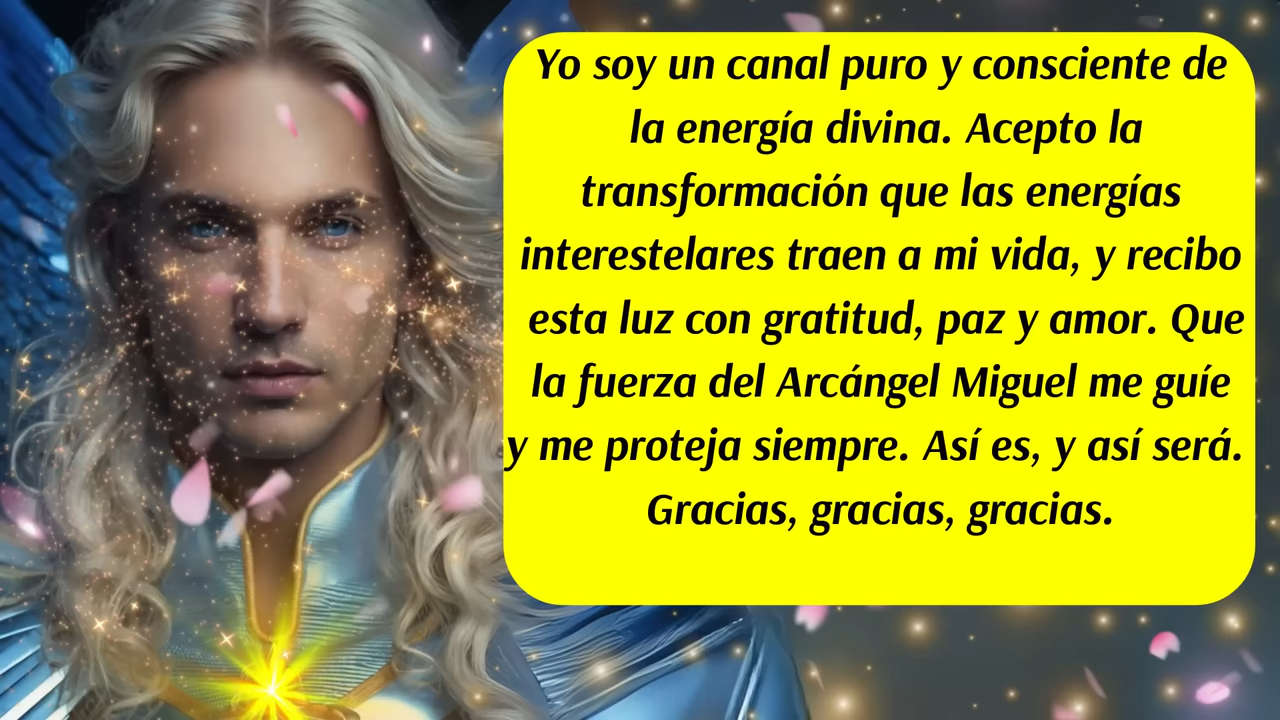 Yo soy un canal puro y consciente de
la energía divina. Acepto la
transformación que las energías
interestelares traen a mi vida, y recibo
esta luz con gratitud, paz y amor. Que
la fuerza del Arcángel Miguel me guíe
y me proteja siempre. Así es, y así será.
Gracias, gracias, gracias.